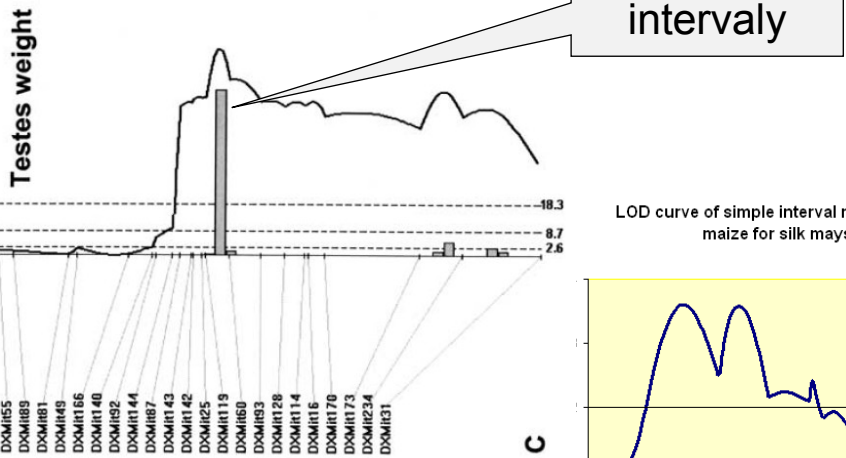 intervaly
Testes weight
18.3
8.7
2.6
DXMit55
DXMit89
DXMit81
DXMit49
DXMit166
DXMit140
DXMit92
DXMit144
DXMit87
DXMit143
DXMit142
DXMit25
DXMit119
DXMit60
DXMit93
DXMit128
DXMit114
DXMit16
DXMit170
DXMit173
DXMit234
DXMit31
C
LOD curve of simple interval
maize for silk mays